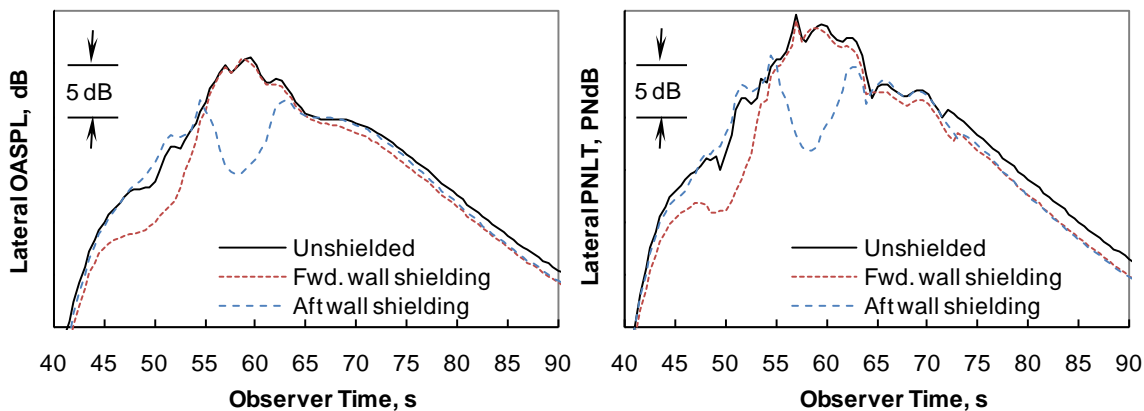 Lateral OASPL, dB
5 dB
Unshielded
Fwd. wall shielding
Aft wall shielding
40 45 50 55 60 65 70 75 80 85 90
Observer Time, s
Lateral PNLT, PNdB
5 dB
Unshielded
Fwd. wall shielding
Aft wall shielding
40 45 50 55 60 65 70 75 80 85 90
Observer Time, s